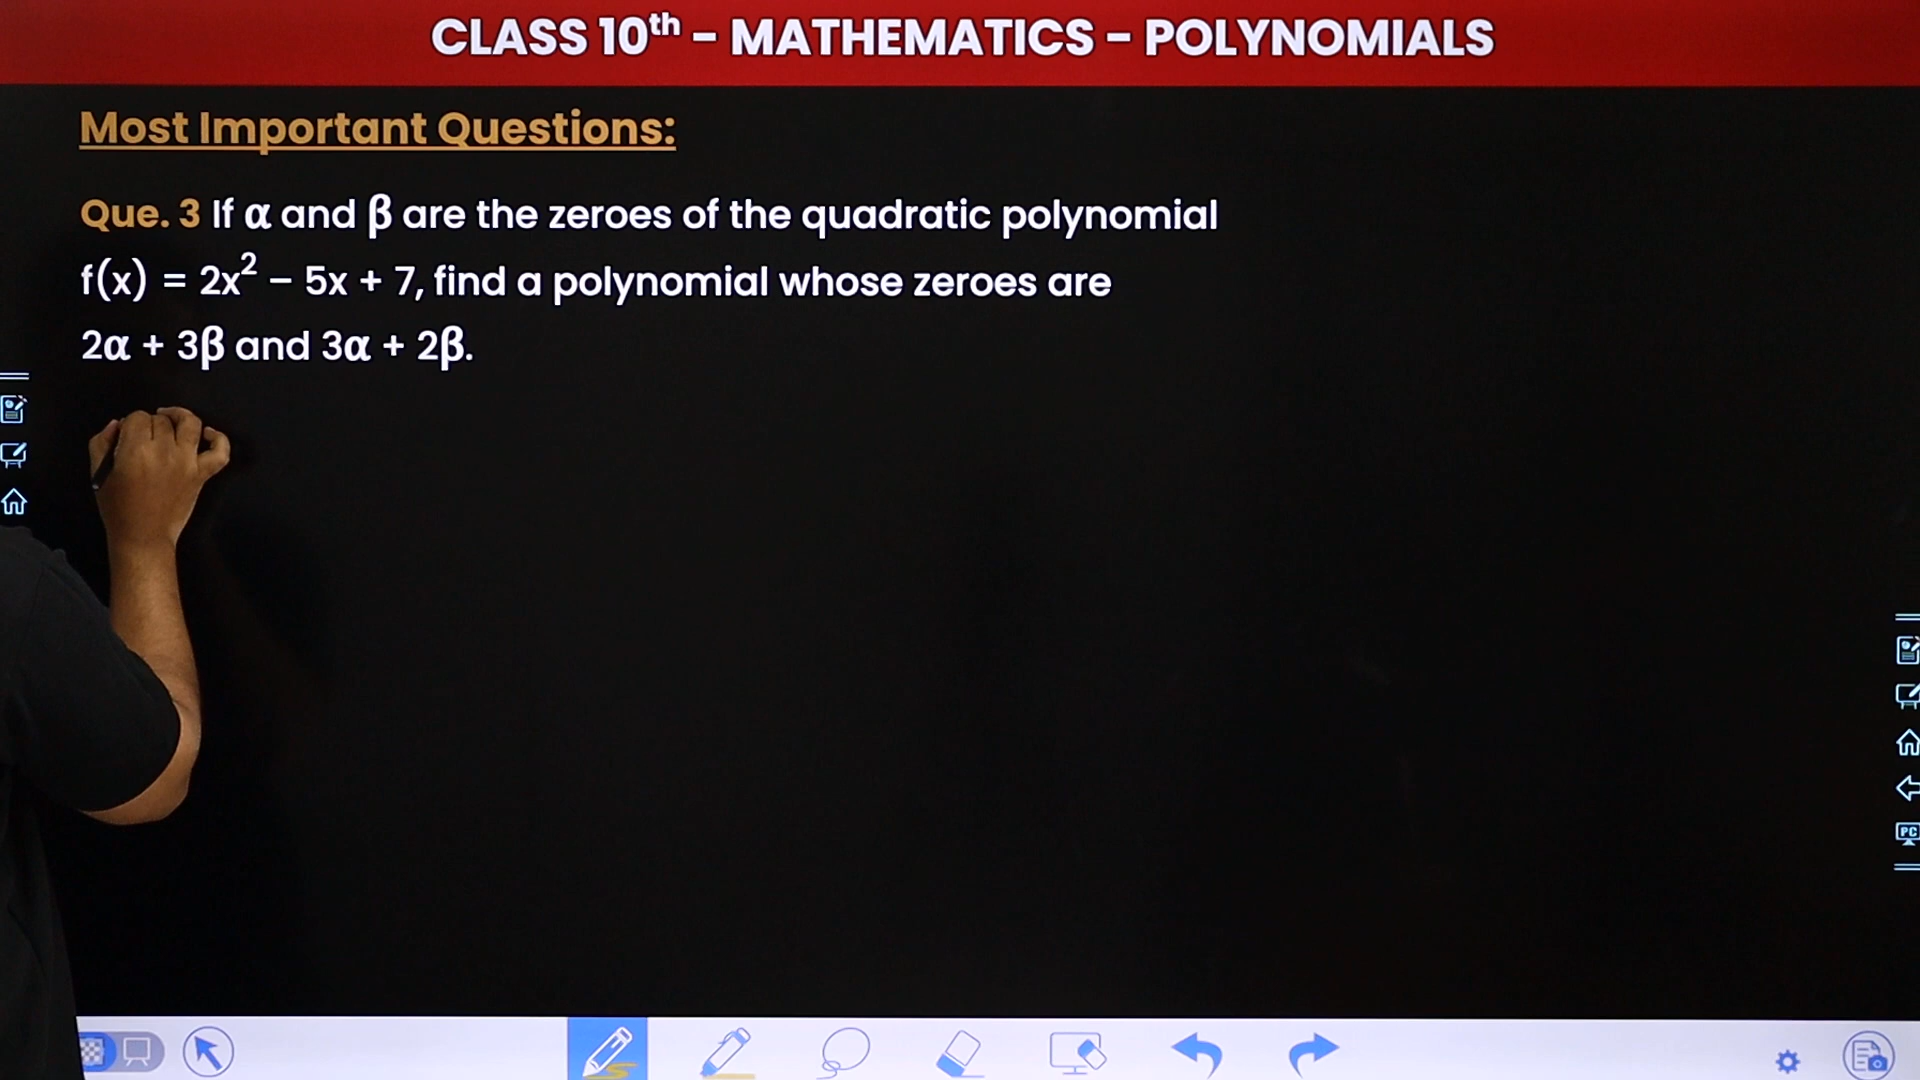 CLASS 10th - MATHEMATICS - POLYNOMIALS
Most Important Questions:
Que. 3 If α and β are the zeroes of the quadratic polynomial
f(x) = 2x² – 5x + 7, find a polynomial whose zeroes are
2α + 3β and 3α + 2β.
PC